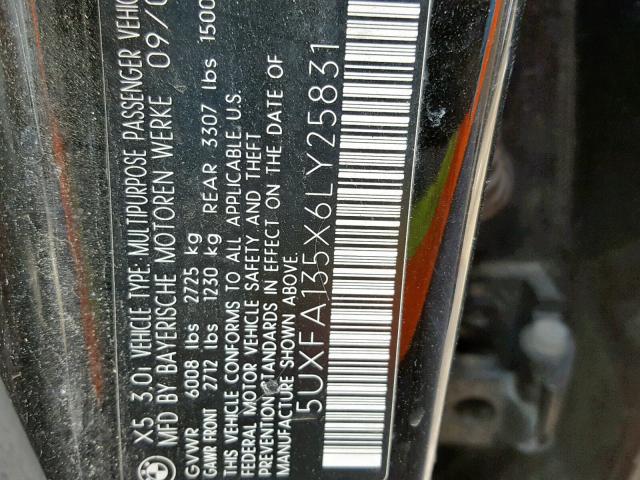 X5 3.0i VEHICLE TYPE: MULTIPURPOSE PASSENGER VEHIC
MFD BY BAYERISCHE MOTOREN WERKE 09/0
GVWR 6008 lbs 2725 kg
GAWR FRONT 2712 lbs 1230 kg REAR 3307 lbs 1500
THIS VEHICLE CONFORMS TO ALL APPLICABLE U.S.
FEDERAL MOTOR VEHICLE SAFETY AND THEFT
PREVENTION STANDARDS IN EFFECT ON THE DATE OF
MANUFACTURE SHOWN ABOVE
5UXFA135X6LY25831